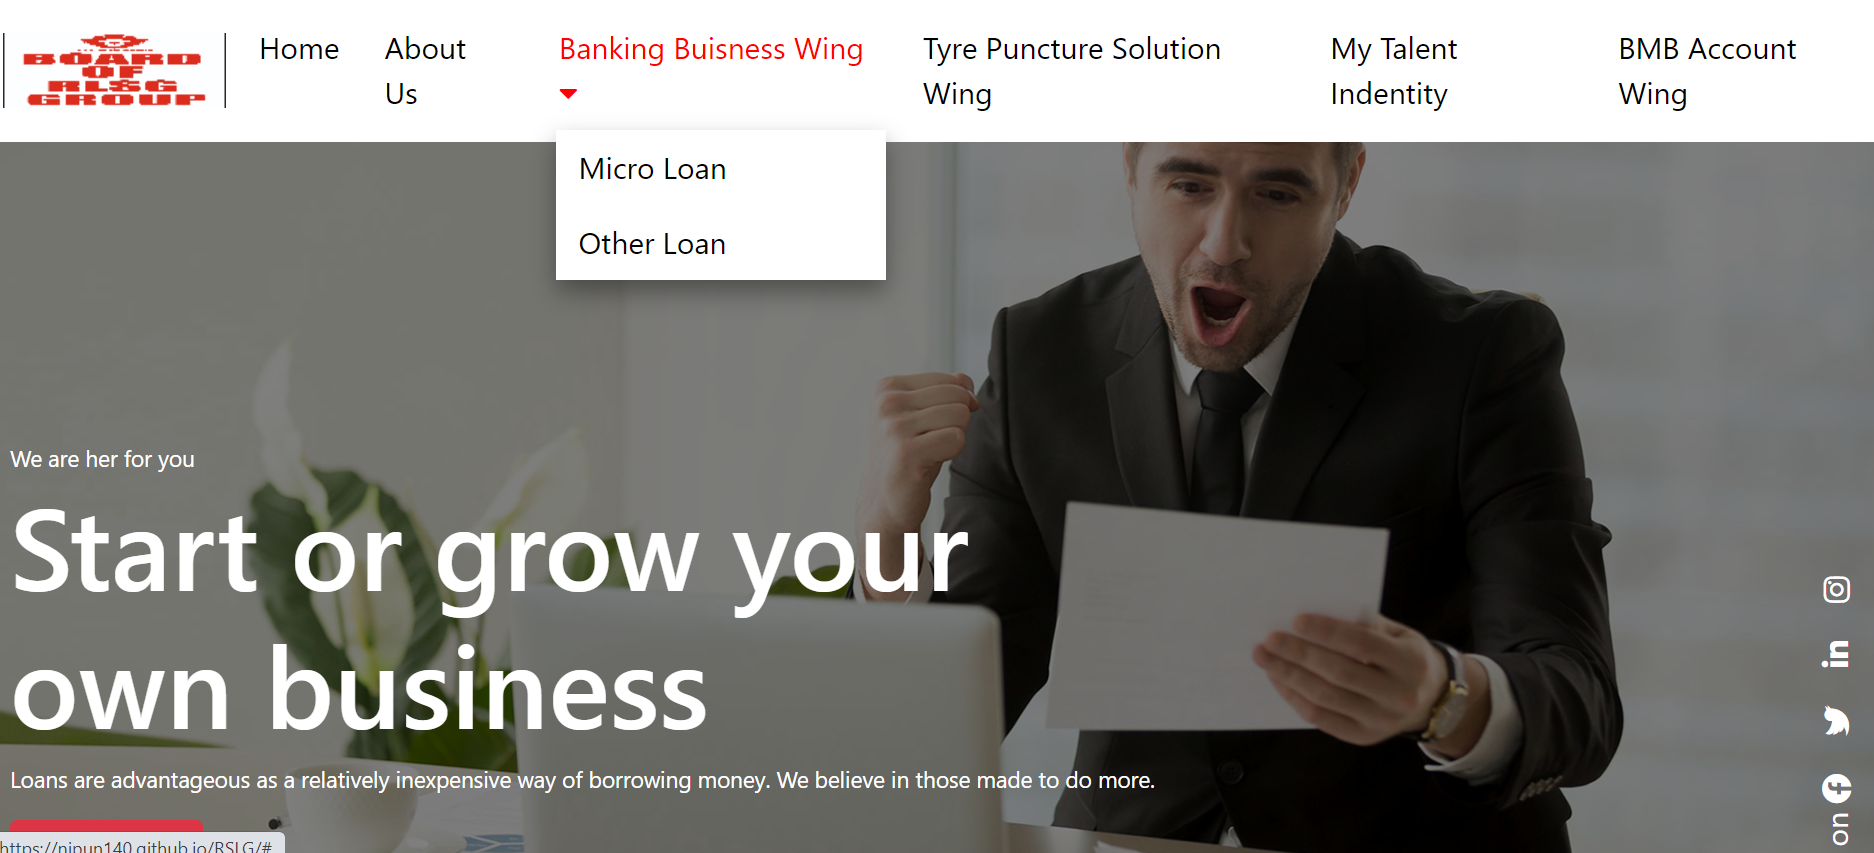 BOARD
OF
RLSG
GROUP
Home
About
Us
Banking Buisness Wing
Tyre Puncture Solution
Wing
My Talent
Indentity
BMB Account
Wing
Micro Loan
Other Loan
We are her for you
Start or grow your
own business
Loans are advantageous as a relatively inexpensive way of borrowing money. We believe in those made to do more.
in
on
https://nipun140.github.io/RSLG/#